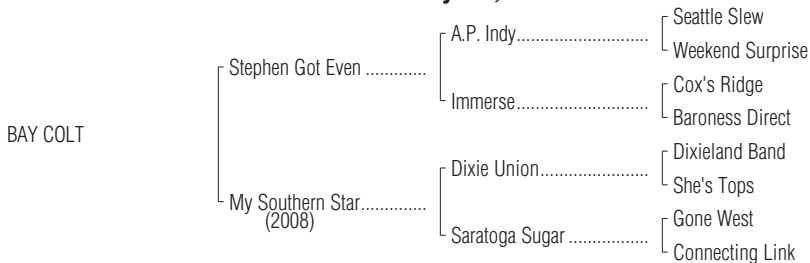 Seattle Slew
A.P. Indy
Weekend Surprise
Stephen Got Even
Cox's Ridge
Immerse
Baroness Direct
BAY COLT
Dixieland Band
Dixie Union
She's Tops
My Southern Star
(2008)
Gone West
Saratoga Sugar
Connecting Link